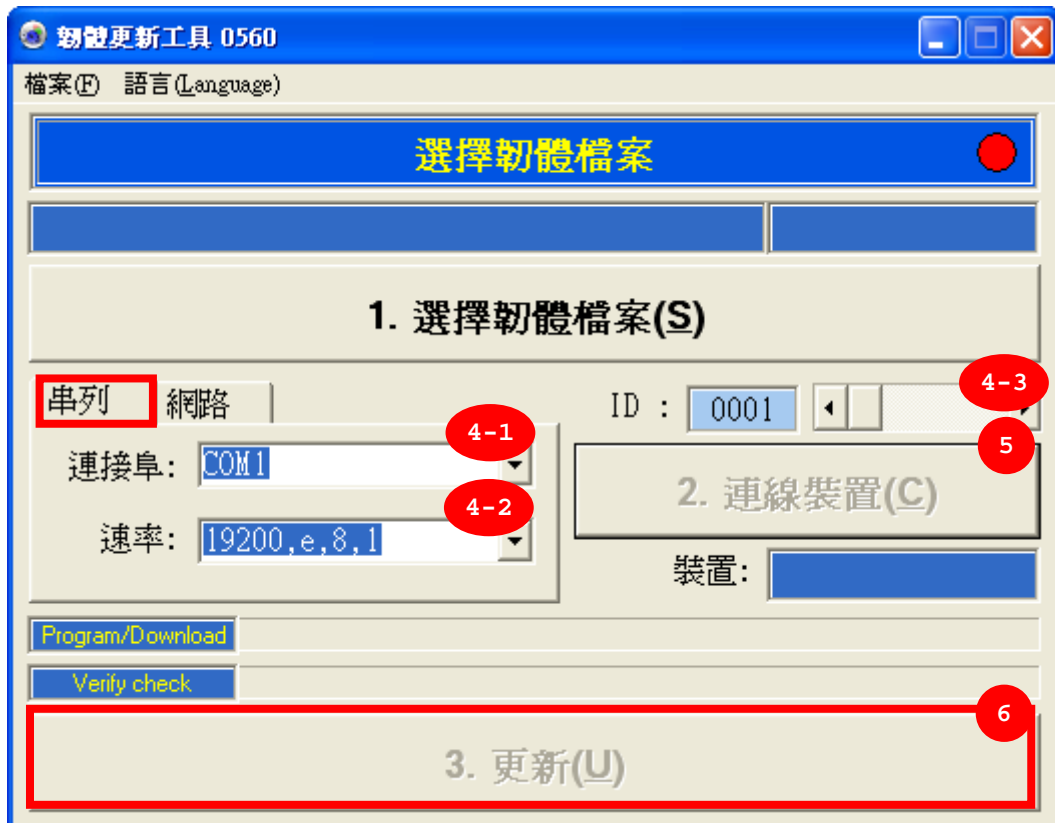 韌體更新工具 0560
檔案(F) 語言(Language)
選擇韌體檔案
1. 選擇韌體檔案(S)
串列 網路
ID : 0001
4-3
連接阜: COM1
4-1
速率: 19200,e,8,1
4-2
5
2. 連線裝置(C)
裝置:
Program/Download
Verify check
6
3. 更新(U)